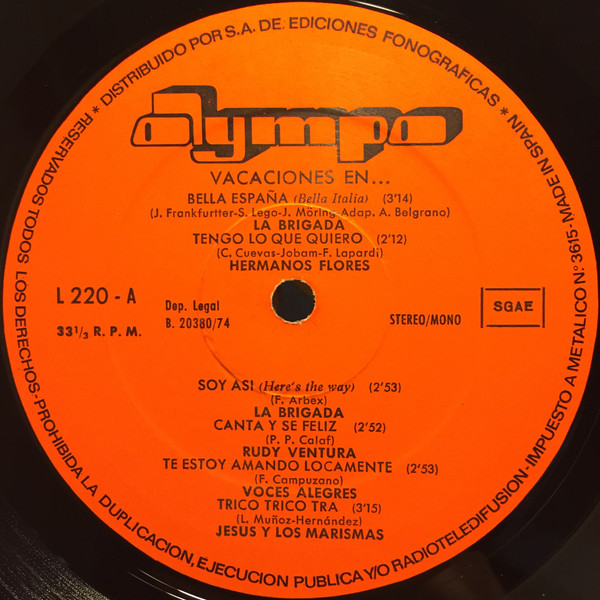 * DISTRIBUIDO POR S.A. DE EDICIONES FONOGRAFICAS * MADE IN SPAIN
olympo
VACACIONES EN...
BELLA ESPAÑA (Bella Italia) (3'14)
(J. Frankfurtter-S. Lego-J. Möring-Adap. A. Belgrano)
LA BRIGADA
TENGO LO QUE QUIERO (2'12)
(C. Cuevas-Jobam-F. Lapardi)
HERMANOS FLORES
L 220 - A
33 1/3 R. P. M.
Dep. Legal
B. 20380/74
STEREO/MONO
SGAE
SOY ASI (Here's the way) (2'53)
(F. Arbex)
LA BRIGADA
CANTA Y SE FELIZ (2'52)
(P. P. Calaf)
RUDY VENTURA
TE ESTOY AMANDO LOCAMENTE (2'53)
(F. Campuzano)
VOCES ALEGRES
TRICO TRICO TRA (3'15)
(L. Muñoz-Hernández)
JESUS Y LOS MARISMAS
RESERVADOS TODOS LOS DERECHOS-PROHIBIDA LA DUPLICACION, EJECUCION PUBLICA Y/O RADIOTELEDIFUSION- IMPUESTO A METALICO N.º 3615-